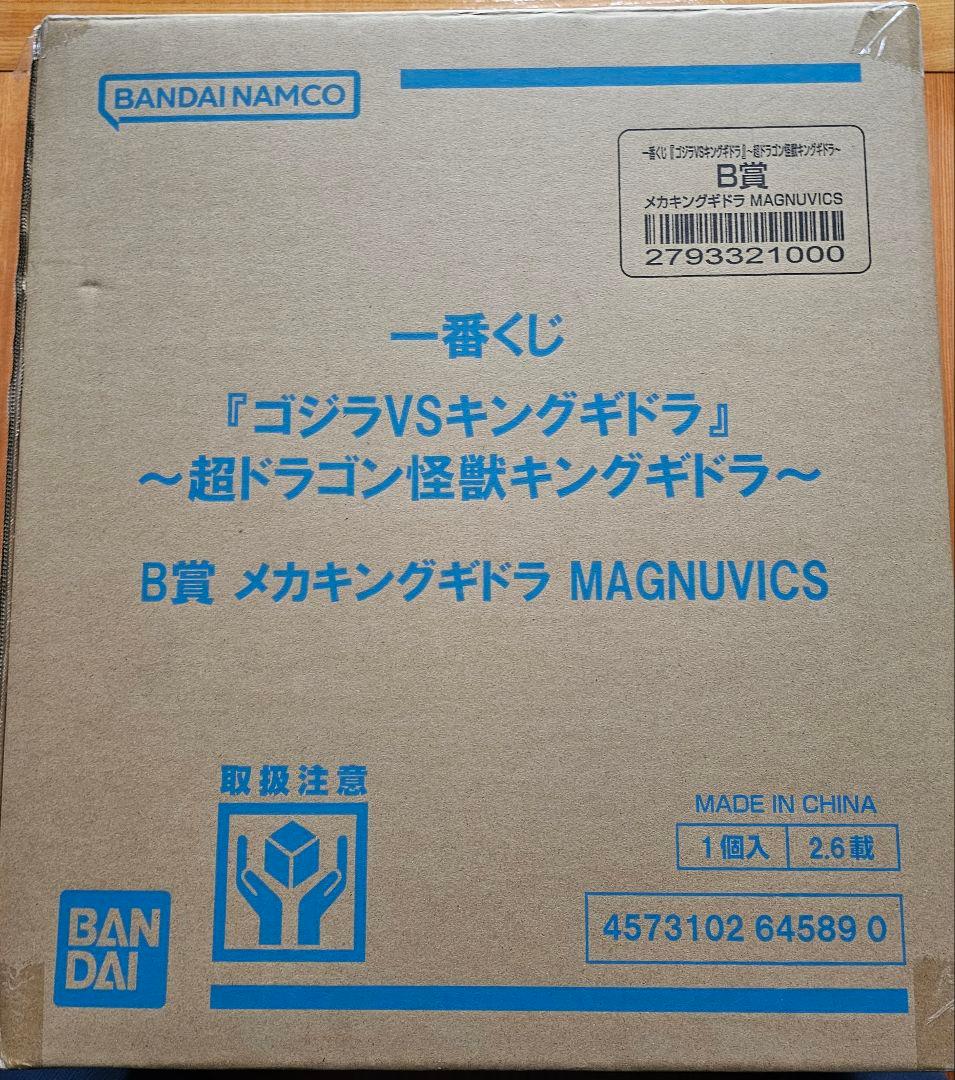 BANDAI NAMCO
一番くじ『ゴジラVSキングギドラ』~超ドラゴン怪獣キングギドラ~
B賞
メカキングギドラ MAGNUVICS
2793321000
一番くじ
『ゴジラVSキングギドラ』
～超ドラゴン怪獣キングギドラ～
B賞 メカキングギドラ MAGNUVICS
取扱注意
MADE IN CHINA
1個入 2.6載
4573102 64589 0
BAN
DAI